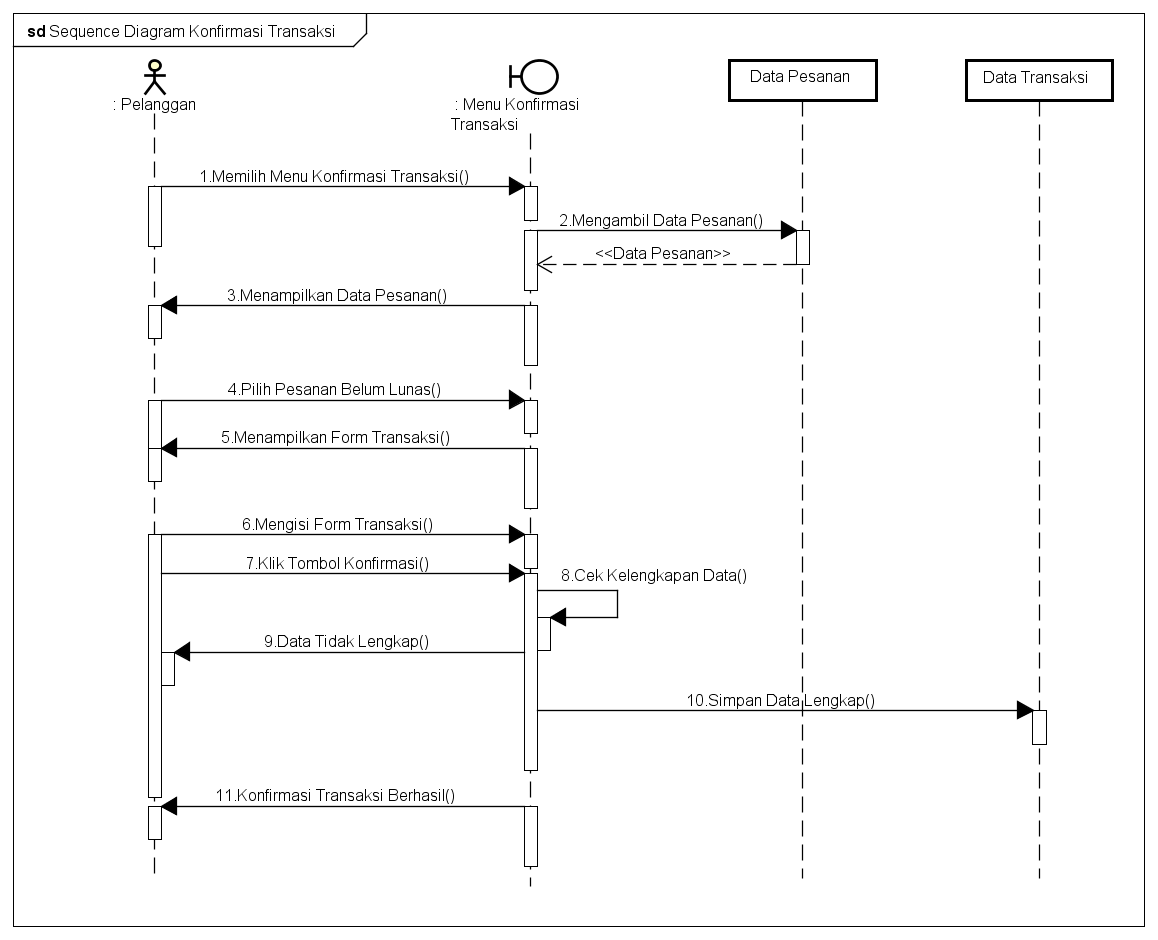 sd Sequence Diagram Konfirmasi Transaksi
: Pelanggan
: Menu Konfirmasi
Transaksi
Data Pesanan
Data Transaksi
1.Memilih Menu Konfirmasi Transaksi()
2.Mengambil Data Pesanan()
<<Data Pesanan>>
3.Menampilkan Data Pesanan()
4.Pilih Pesanan Belum Lunas()
5.Menampilkan Form Transaksi()
6.Mengisi Form Transaksi()
7.Klik Tombol Konfirmasi()
8.Cek Kelengkapan Data()
9.Data Tidak Lengkap()
10.Simpan Data Lengkap()
11.Konfirmasi Transaksi Berhasil()